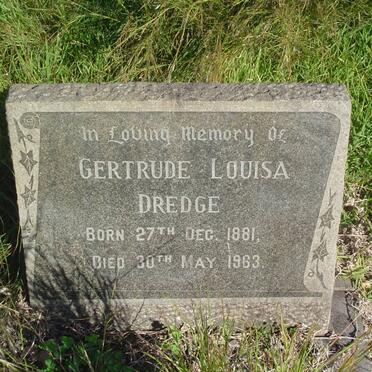 In Loving Memory Of
GERTRUDE LOUISA
DREDGE
BORN 27TH DEC. 1881,
DIED 30TH MAY 1963.